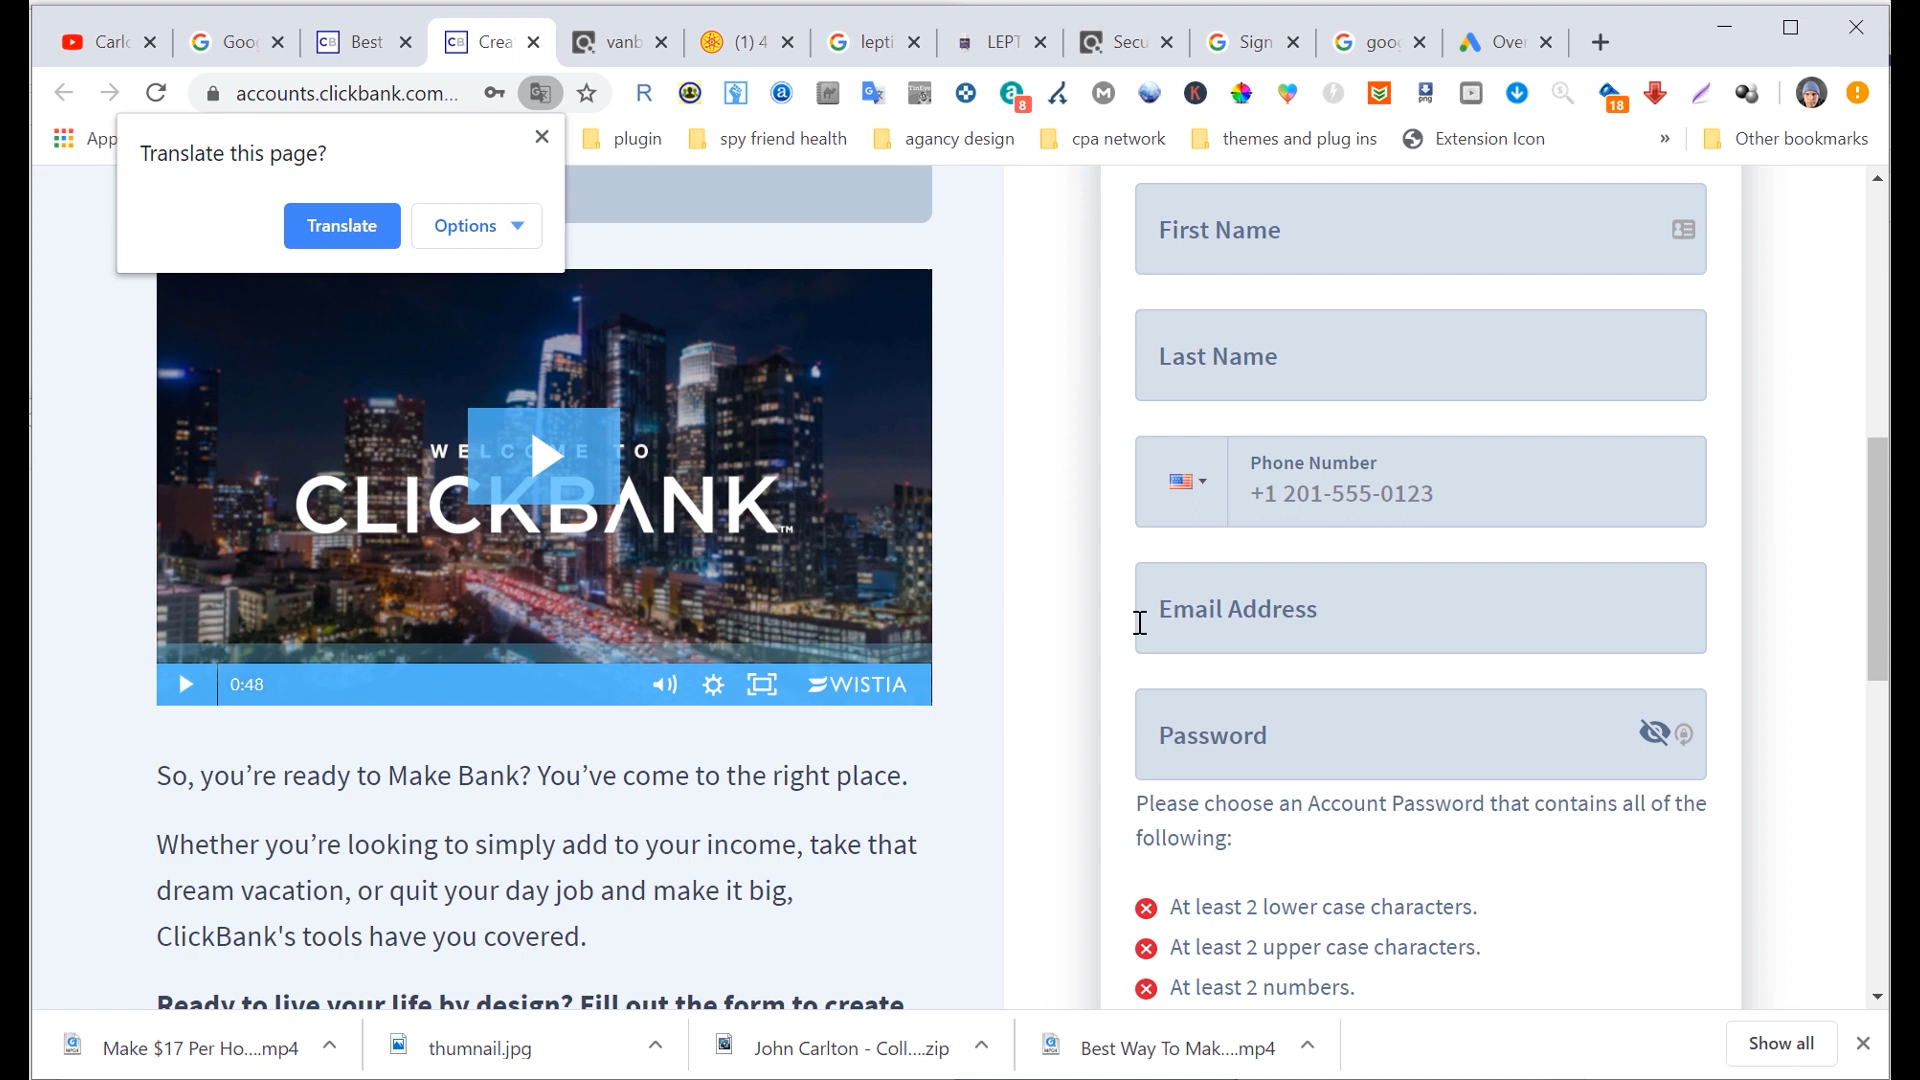 Carlc
Goo
Best
Crea
vanb
(1) 4
lepti
LEPT
Secu
Sign
goo
Over
accounts.clickbank.com...
8
18
App
plugin
spy friend health
agancy design
cpa network
themes and plug ins
Extension Icon
»
Other bookmarks
Translate this page?
Translate
Options
WELCOME TO
CLICKBANK™
0:48
WISTIA
So, you’re ready to Make Bank? You’ve come to the right place.
Whether you’re looking to simply add to your income, take that
dream vacation, or quit your day job and make it big,
ClickBank's tools have you covered.
Ready to live your life by design? Fill out the form to create
First Name
Last Name
Phone Number
+1 201-555-0123
Email Address
Password
Please choose an Account Password that contains all of the
following:
At least 2 lower case characters.
At least 2 upper case characters.
At least 2 numbers.
Make $17 Per Ho....mp4
thumnail.jpg
John Carlton - Coll....zip
Best Way To Mak....mp4
Show all